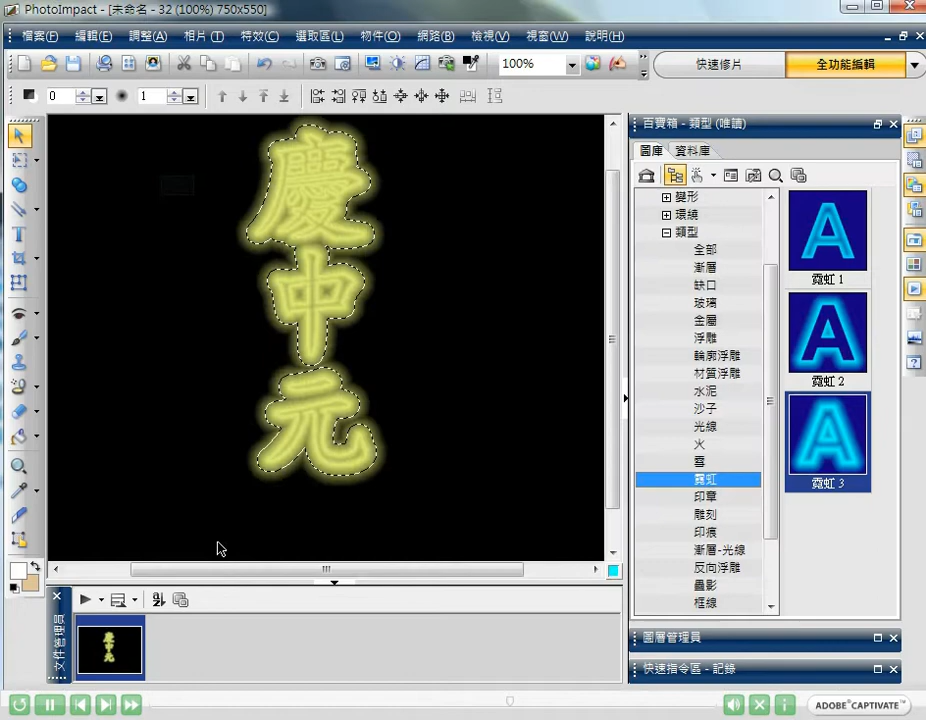 PhotoImpact - [未命名 - 32 (100%) 750x550]
檔案(F) 編輯(E) 調整(A) 相片(T) 特效(C) 選取區(L) 物件(O) 網路(B) 檢視(V) 視窗(W) 說明(H)
100% 快速修片 全功能編輯
0 1
百寶箱 - 類型 (唯讀)
圖庫 資料庫
變形
環繞
類型
全部
漸層
缺口
玻璃
金屬
浮雕
輪廓浮雕
材質浮雕
水泥
沙子
光線
火
雪
霓虹
印章
雕刻
印痕
漸層-光線
反向浮雕
疊影
框線
A
霓虹 1
A
霓虹 2
A
霓虹 3
慶
中
元
文件管理員
慶
中
元
圖層管理員
快速指令區 - 記錄
ADOBE® CAPTIVATE™